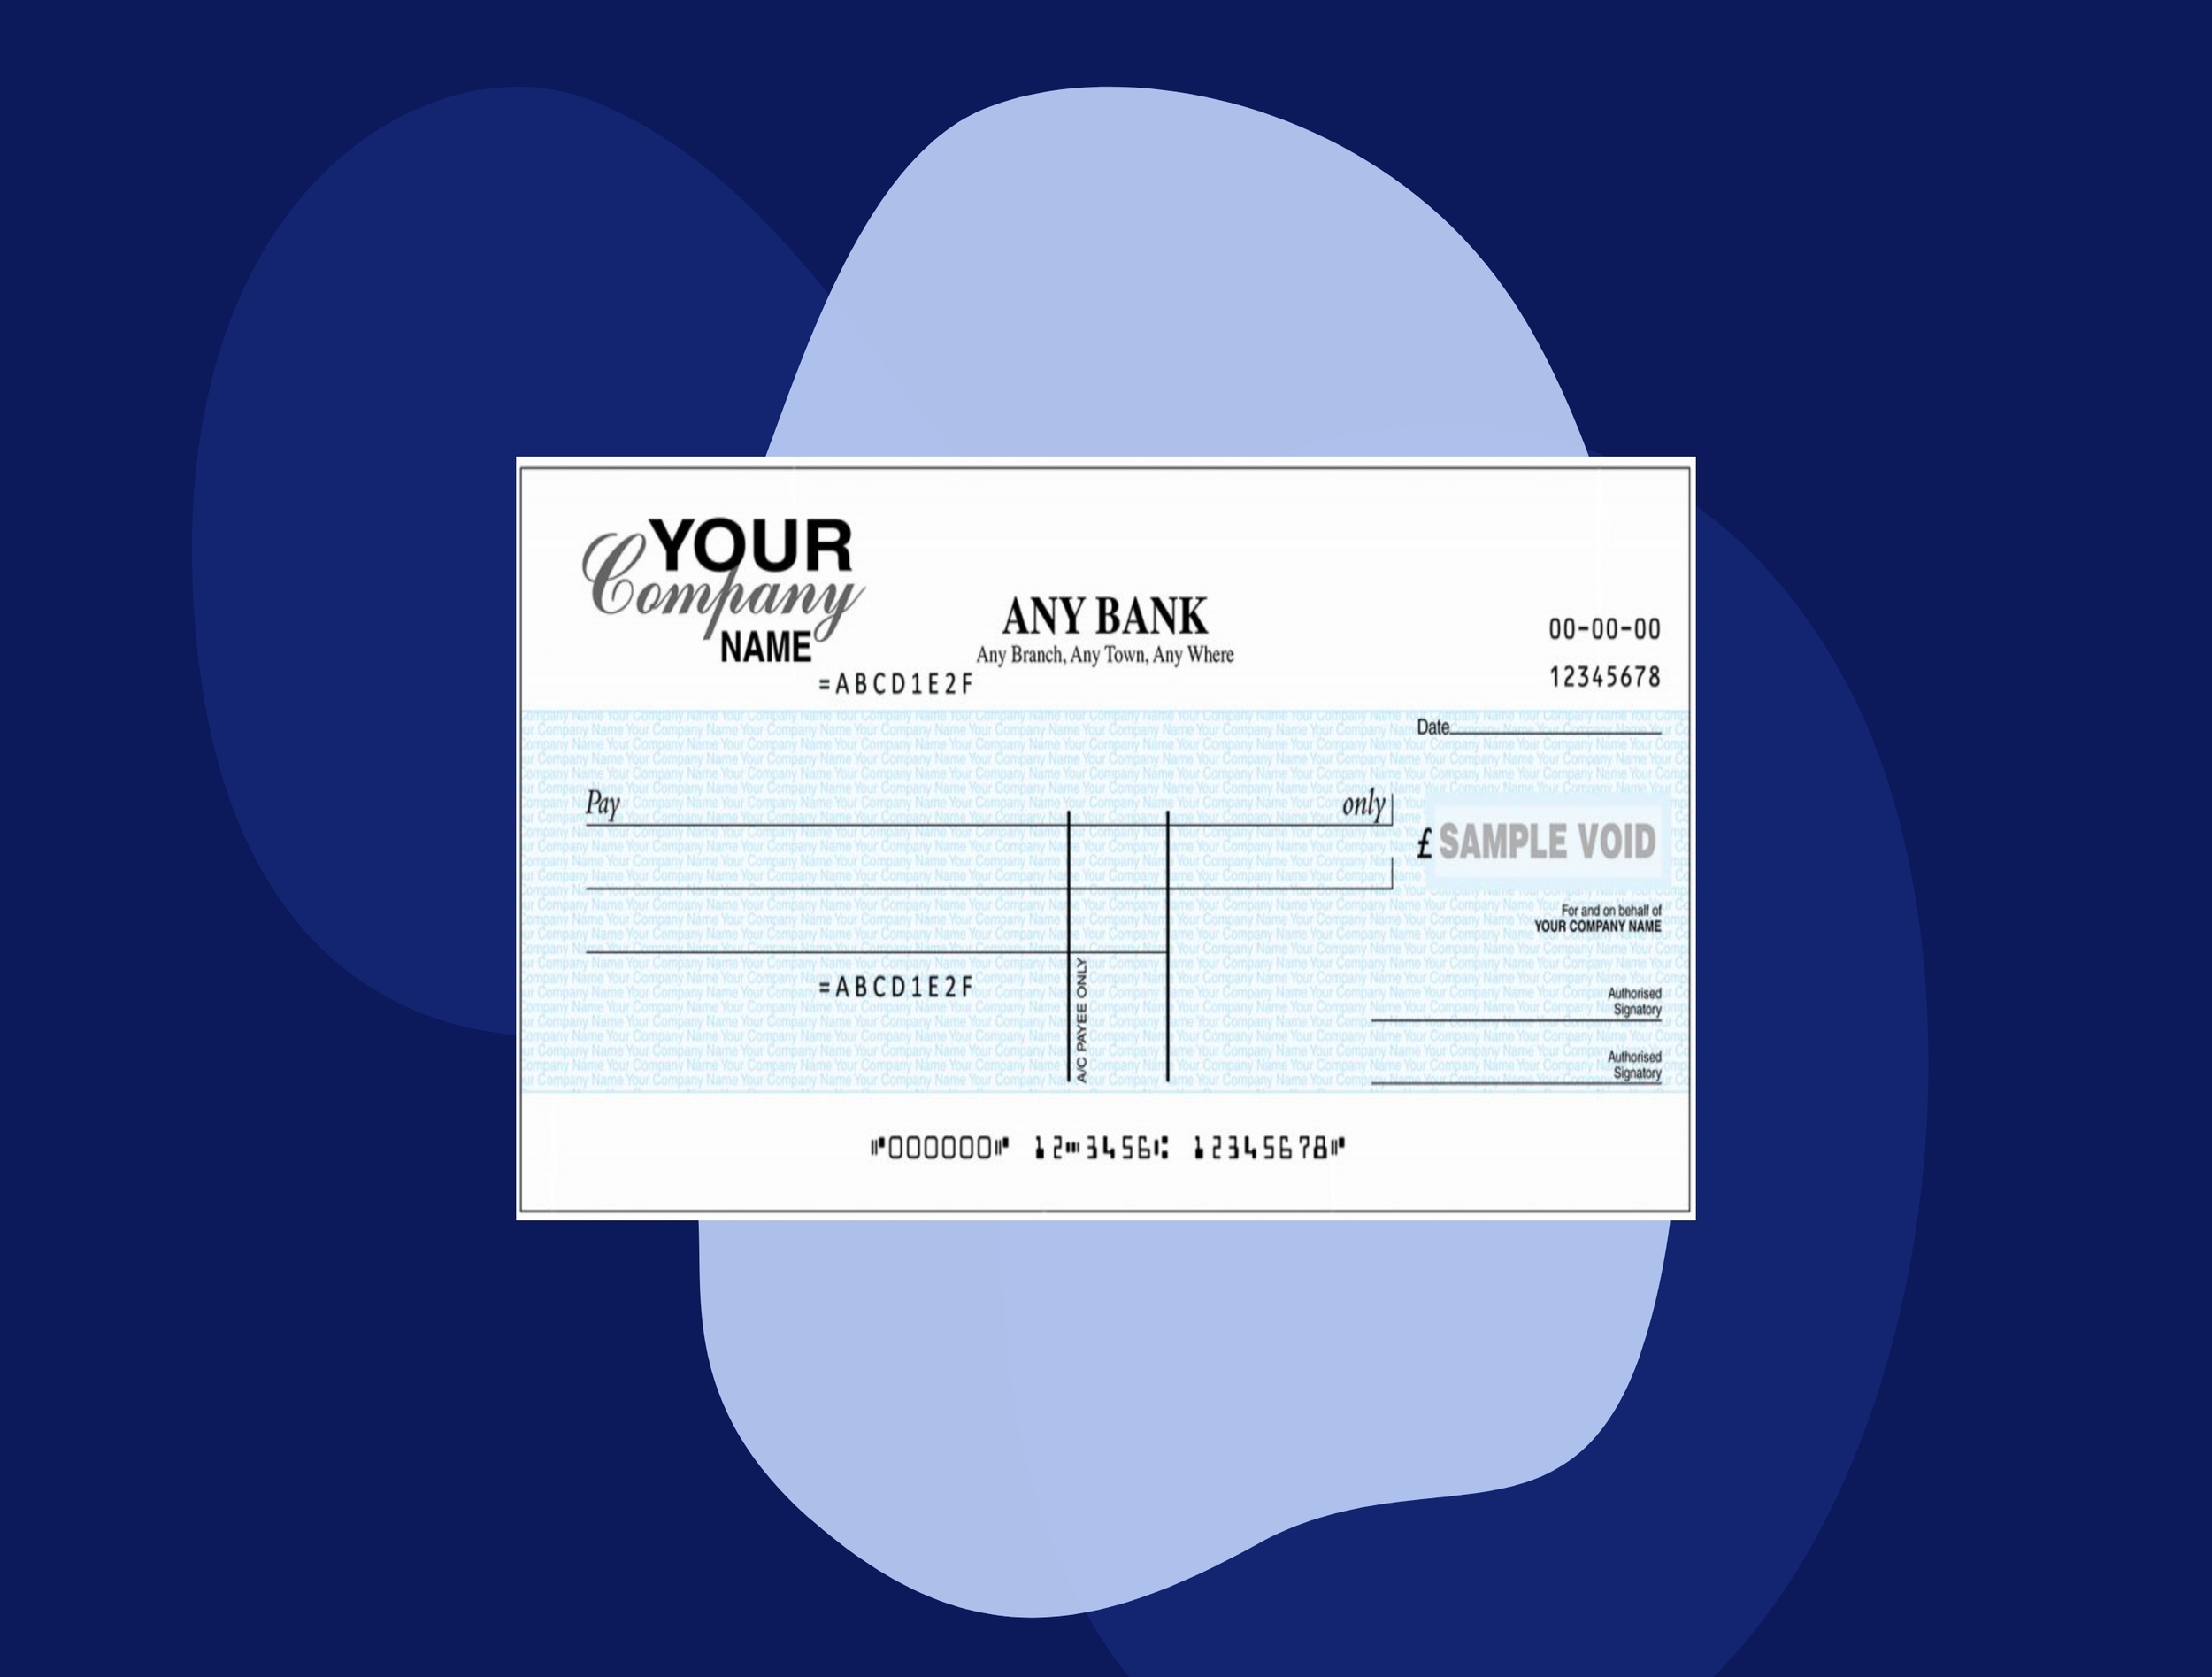 YOUR
Company
NAME
ANY BANK
Any Branch, Any Town, Any Where
00-00-00
12345678
=ABCD1E2F
Date
Pay
only
£ SAMPLE VOID
For and on behalf of
YOUR COMPANY NAME
=ABCD1E2F
A/C PAYEE ONLY
Authorised
Signatory
Authorised
Signatory
⑈000000⑈ 12⑉3456⑆ 12345678⑈